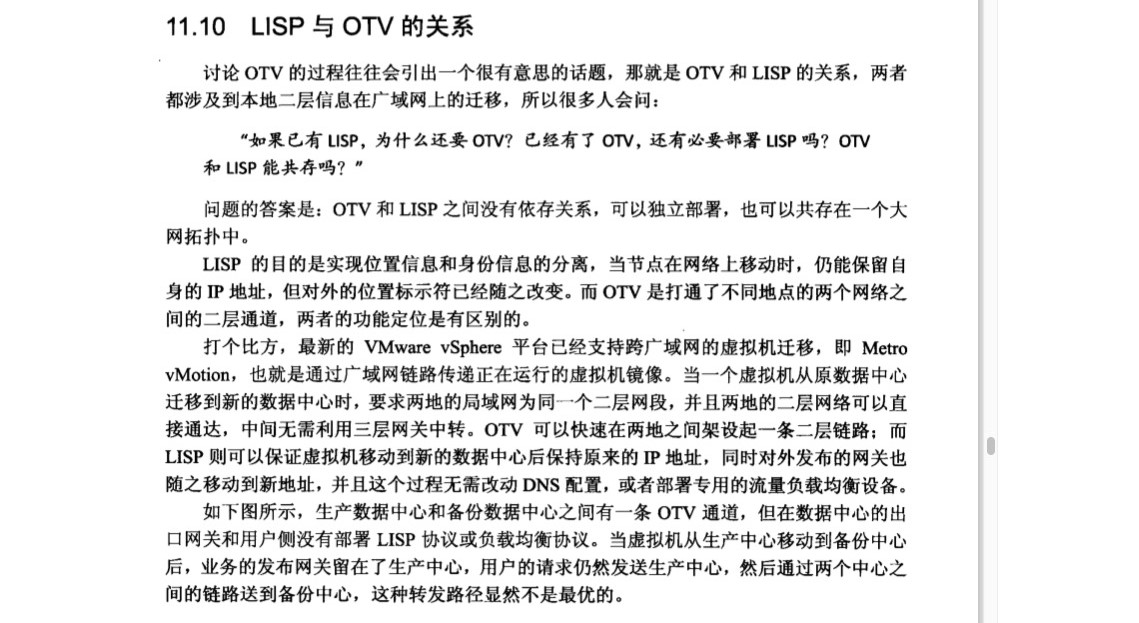 11.10 LISP 与 OTV 的关系
讨论 OTV 的过程往往会引出一个很有意思的话题，那就是 OTV 和 LISP 的关系，两者
都涉及到本地二层信息在广域网上的迁移，所以很多人会问：
“如果已有 LISP，为什么还要 OTV？已经有了 OTV，还有必要部署 LISP 吗？OTV
和 LISP 能共存吗？”
问题的答案是：OTV 和 LISP 之间没有依存关系，可以独立部署，也可以共存在一个大
网拓扑中。
LISP 的目的是实现位置信息和身份信息的分离，当节点在网络上移动时，仍能保留自
身的 IP 地址，但对外的位置标示符已经随之改变。而 OTV 是打通了不同地点的两个网络之
间的二层通道，两者的功能定位是有区别的。
打个比方，最新的 VMware vSphere 平台已经支持跨广域网的虚拟机迁移，即 Metro
vMotion，也就是通过广域网链路传递正在运行的虚拟机镜像。当一个虚拟机从原数据中心
迁移到新的数据中心时，要求两地的局域网为同一个二层网段，并且两地的二层网络可以直
接通达，中间无需利用三层网关中转。OTV 可以快速在两地之间架设起一条二层链路；而
LISP 则可以保证虚拟机移动到新的数据中心后保持原来的 IP 地址，同时对外发布的网关也
随之移动到新地址，并且这个过程无需改动 DNS 配置，或者部署专用的流量负载均衡设备。
如下图所示，生产数据中心和备份数据中心之间有一条 OTV 通道，但在数据中心的出
口网关和用户侧没有部署 LISP 协议或负载均衡协议。当虚拟机从生产中心移动到备份中心
后，业务的发布网关留在了生产中心，用户的请求仍然发送生产中心，然后通过两个中心之
间的链路送到备份中心，这种转发路径显然不是最优的。